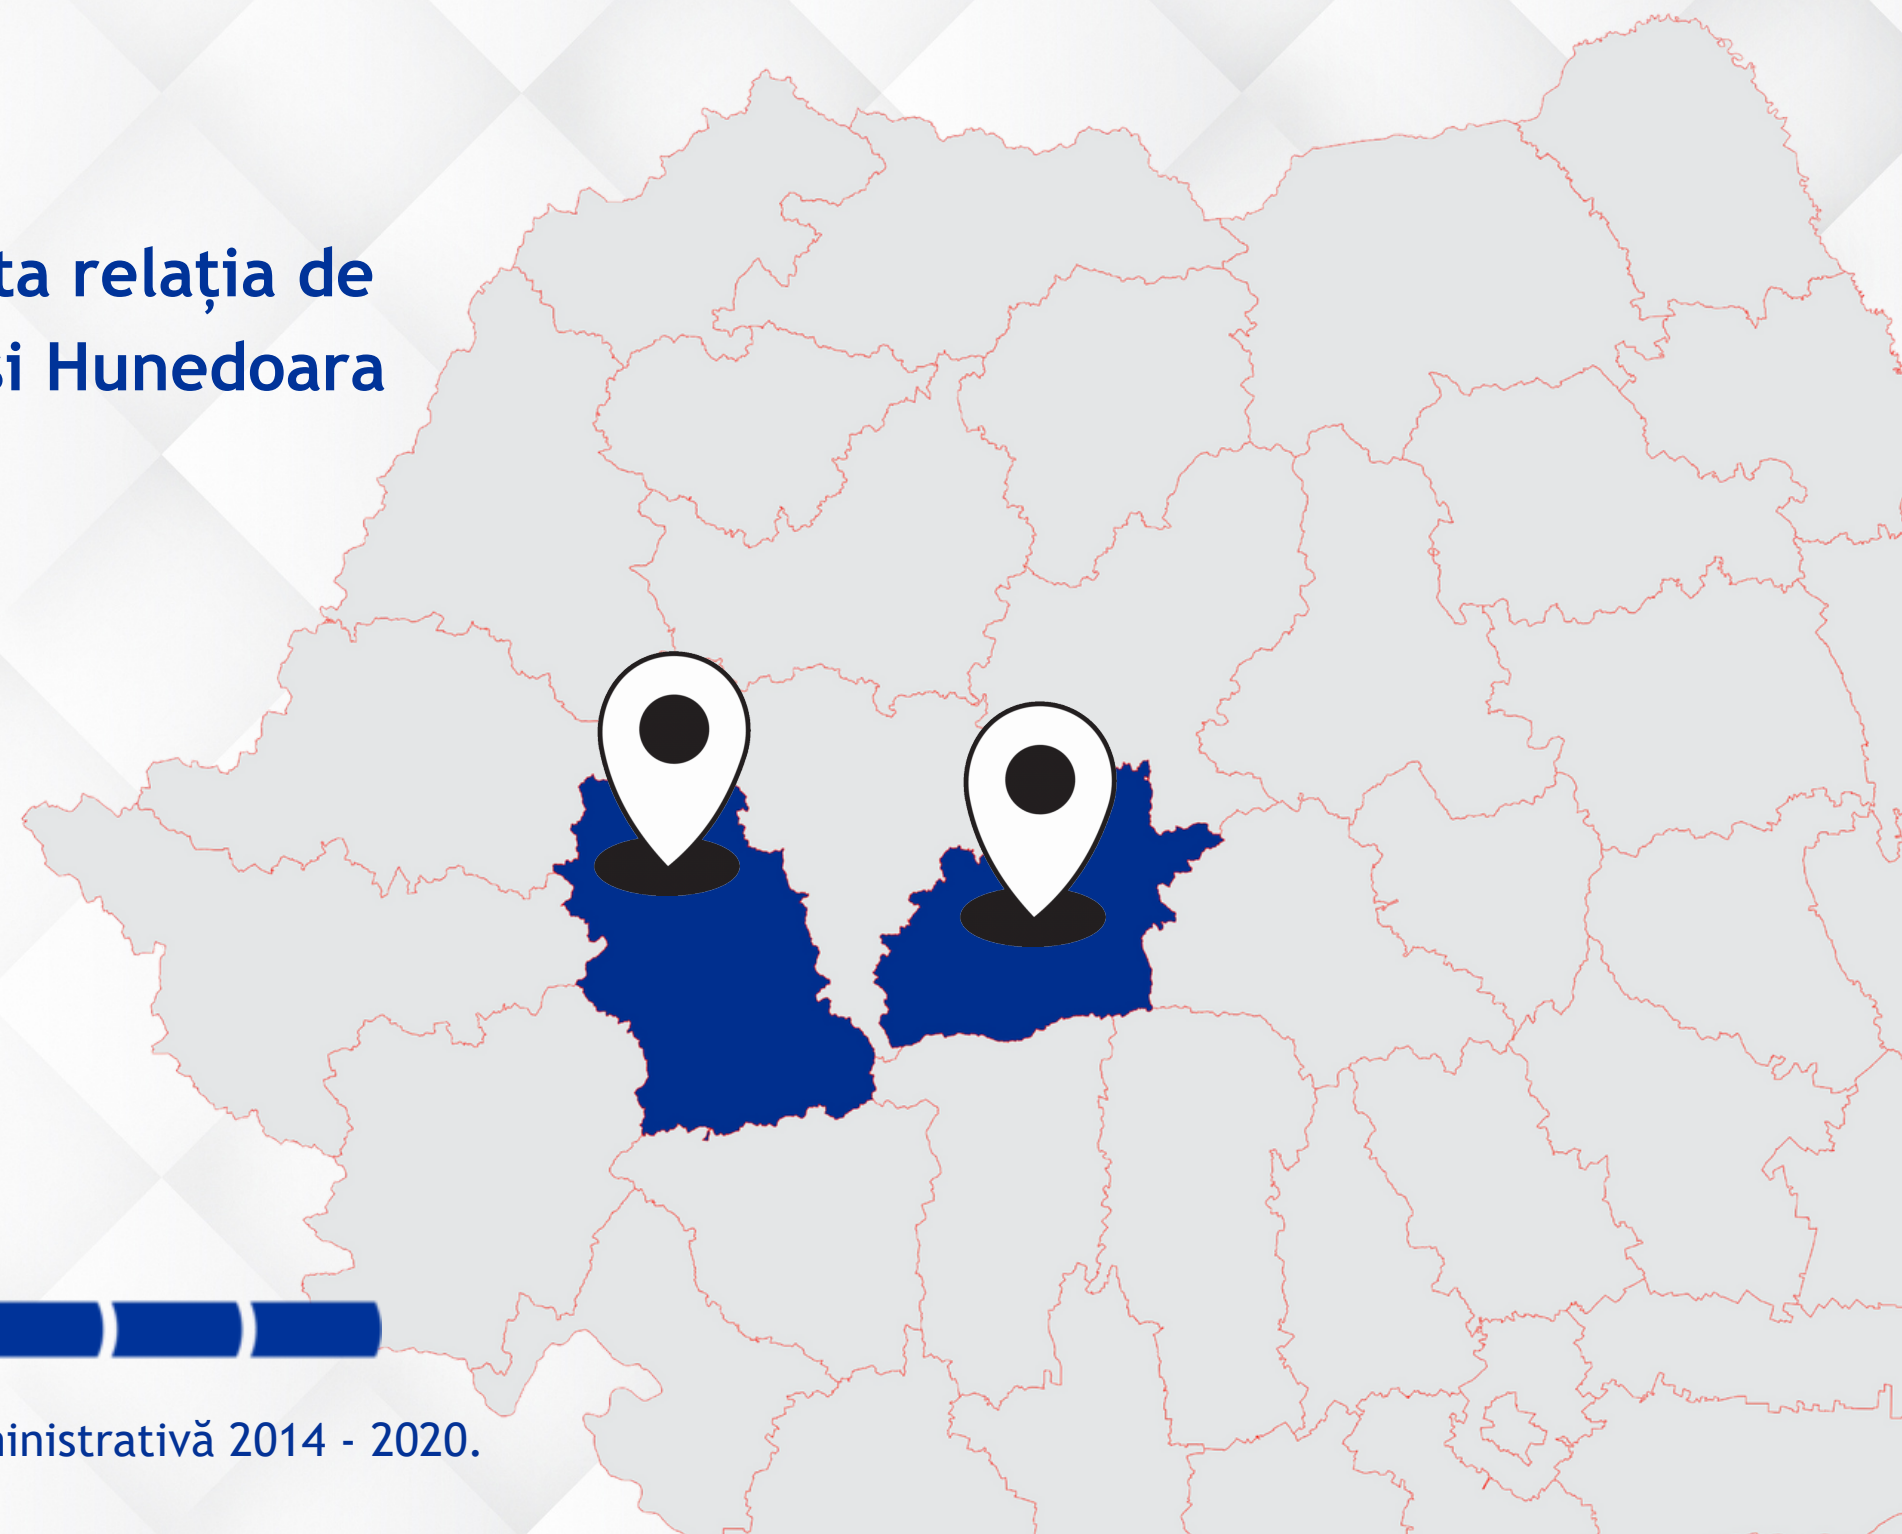 ta relația de
și Hunedoara
inistrativă 2014 - 2020.